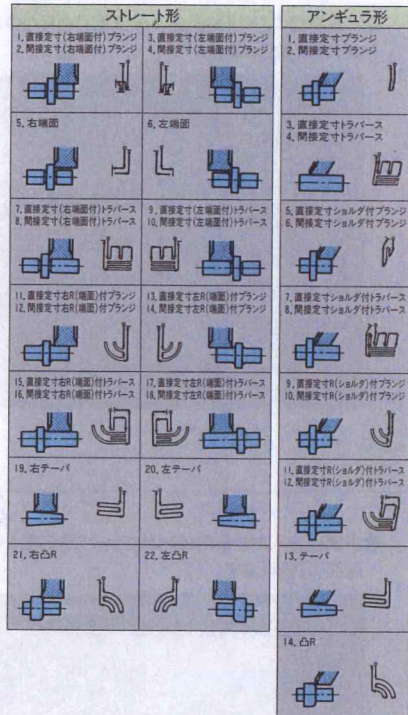 ストレート形
1. 直接定寸(右端面付)プランジ
2. 間接定寸(右端面付)プランジ
3. 直接定寸(左端面付)プランジ
4. 間接定寸(左端面付)プランジ
5. 右端面
6. 左端面
7. 直接定寸(右端面付)トラバース
8. 間接定寸(右端面付)トラバース
9. 直接定寸(左端面付)トラバース
10. 間接定寸(左端面付)トラバース
11. 直接定寸右R(端面)付プランジ
12. 間接定寸右R(端面)付プランジ
13. 直接定寸左R(端面)付プランジ
14. 間接定寸左R(端面)付プランジ
15. 直接定寸右R(端面)付トラバース
16. 間接定寸右R(端面)付トラバース
17. 直接定寸左R(端面)付トラバース
18. 間接定寸左R(端面)付トラバース
19. 右テーパ
20. 左テーパ
21. 右凸R
22. 左凸R
アンギュラ形
1. 直接定寸プランジ
2. 間接定寸プランジ
3. 直接定寸トラバース
4. 間接定寸トラバース
5. 直接定寸ショルダ付プランジ
6. 間接定寸ショルダ付プランジ
7. 直接定寸ショルダ付トラバース
8. 間接定寸ショルダ付トラバース
9. 直接定寸R(ショルダ)付プランジ
10. 間接定寸R(ショルダ)付プランジ
11. 直接定寸R(ショルダ)付トラバース
12. 間接定寸R(ショルダ)付トラバース
13. テーパ
14. 凸R